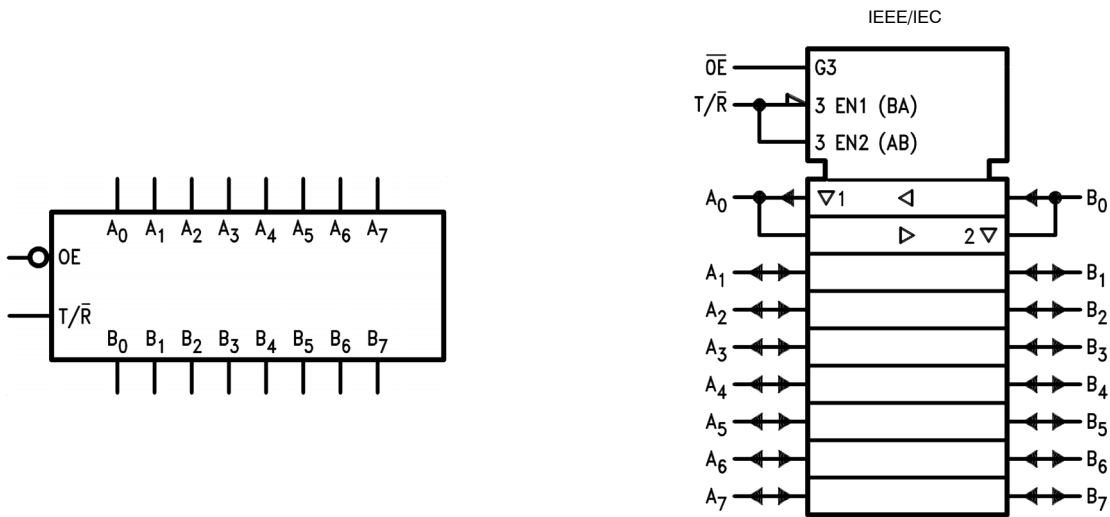 IEEE/IEC
A₀ A₁ A₂ A₃ A₄ A₅ A₆ A₇
OE
T/R̅
B₀ B₁ B₂ B₃ B₄ B₅ B₆ B₇
O̅E̅ G3
T/R̅ 3 EN1 (BA)
3 EN2 (AB)
A₀ 1 B₀
2
A₁ B₁
A₂ B₂
A₃ B₃
A₄ B₄
A₅ B₅
A₆ B₆
A₇ B₇